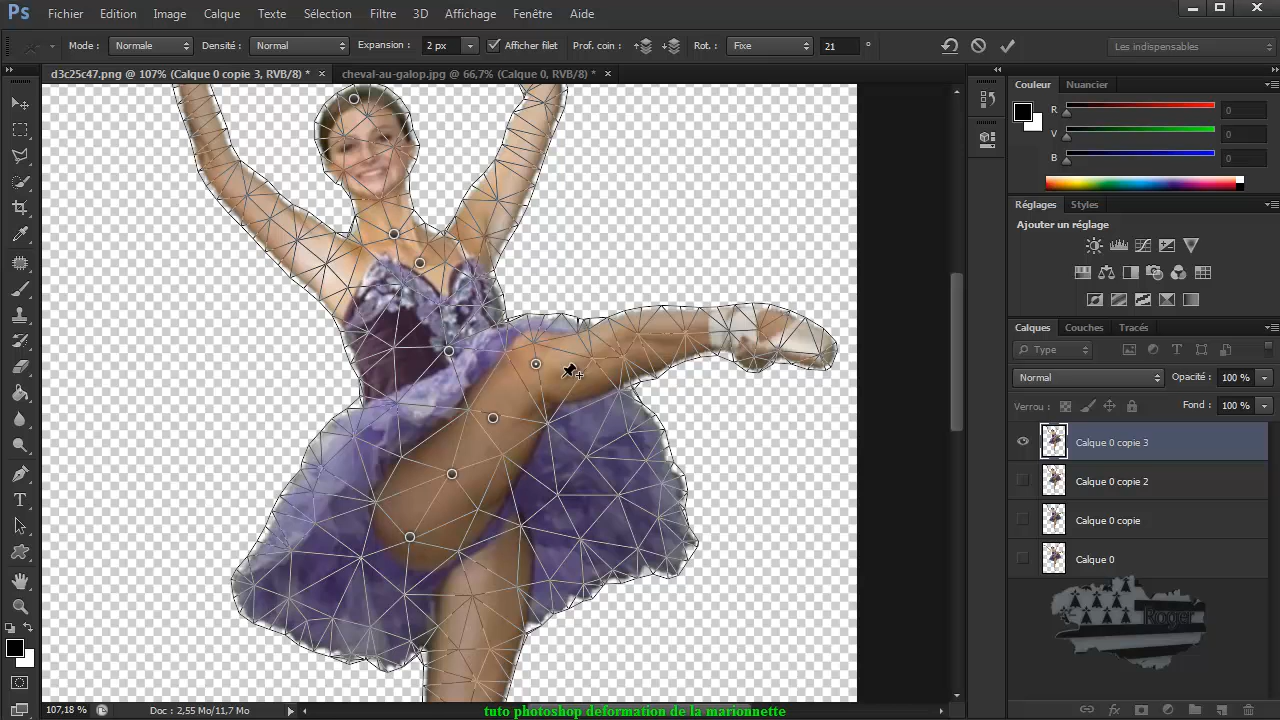 Ps Fichier Edition Image Calque Texte Sélection Filtre 3D Affichage Fenêtre Aide
Mode : Normale Densité : Normal Expansion : 2 px Afficher filet Prof. coin : Rot. : Fixe 21 ° Les indispensables
d3c25c47.png @ 107% (Calque 0 copie 3, RVB/8) * × cheval-au-galop.jpg @ 66,7% (Calque 0, RVB/8) * ×
Couleur Nuancier
R 0
V 0
B 0
Réglages Styles
Ajouter un réglage
Calques Couches Tracés
Type
Normal Opacité : 100 %
Verrou : Fond : 100 %
Calque 0 copie 3
Calque 0 copie 2
Calque 0 copie
Calque 0
Roger
107,18 % Doc : 2,55 Mo/11,7 Mo
tuto photoshop deformation de la marionnette